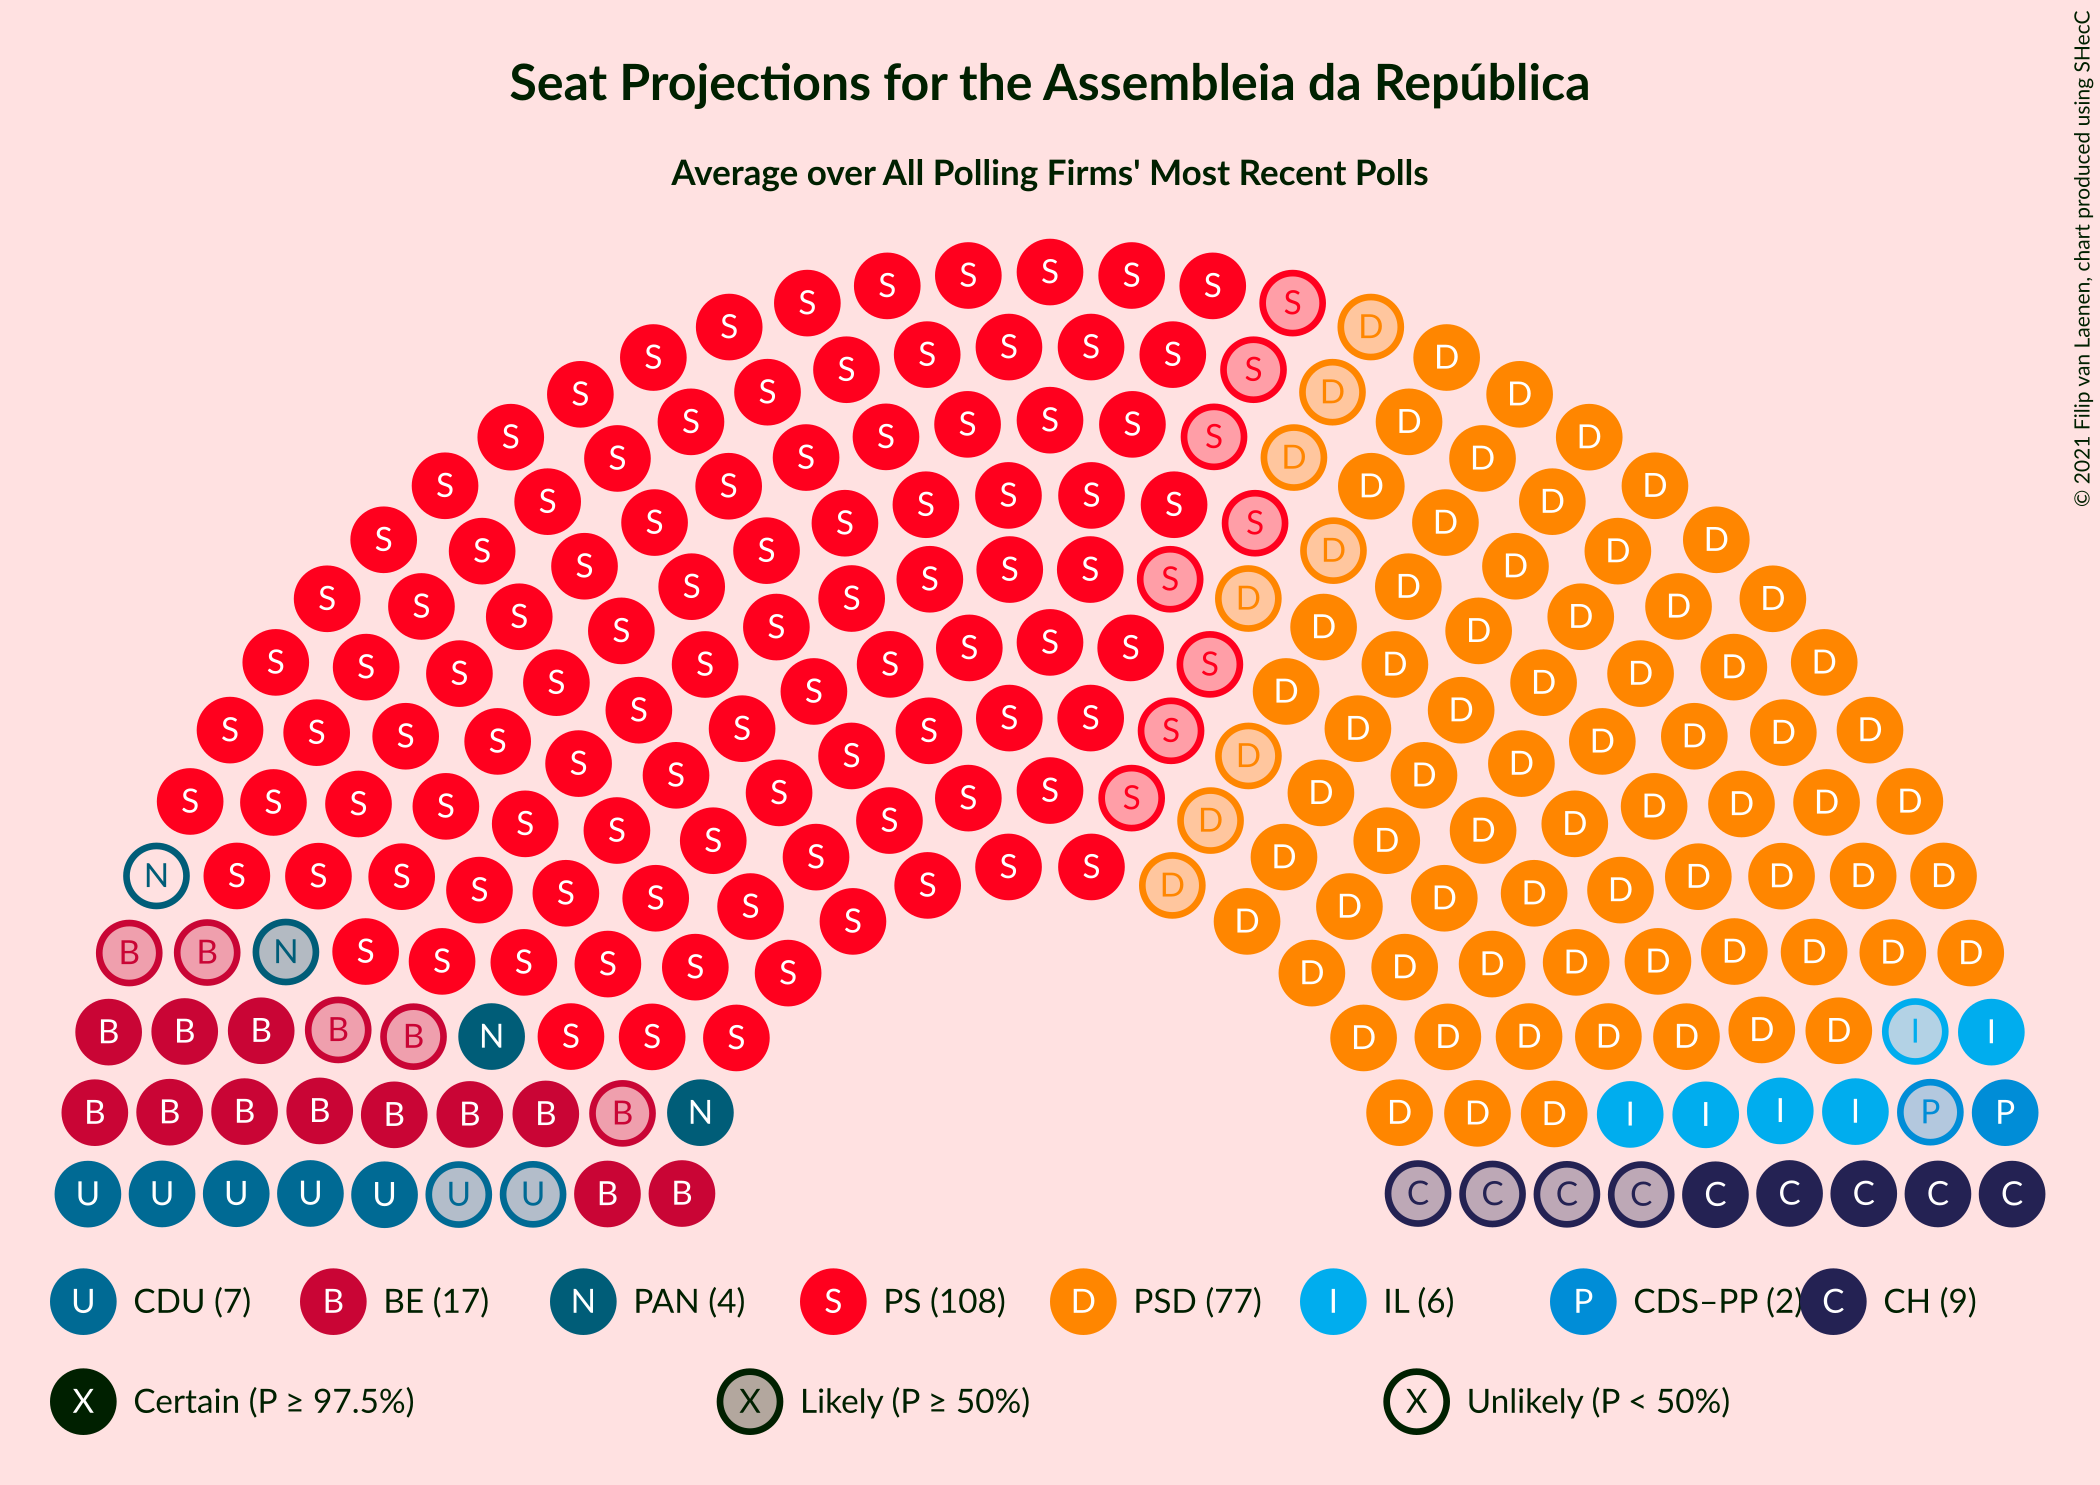 Seat Projections for the Assembleia da República
Average over All Polling Firms' Most Recent Polls
© 2021 Filip van Laenen, chart produced using SHecC
S S S S S S S S D D D
S S S S S S S S D D D
S S S S S S S S D D D
S S S S S S S S D D D
S S S S S S S S D D D
S S S S S S S S D D D
U U U U U U U B B C C C C C C C C C
U CDU (7) B BE (17) N PAN (4) S PS (108) D PSD (77) I IL (6) P CDS–PP (2) C CH (9)
X Certain (P ≥ 97.5%) X Likely (P ≥ 50%) X Unlikely (P < 50%)